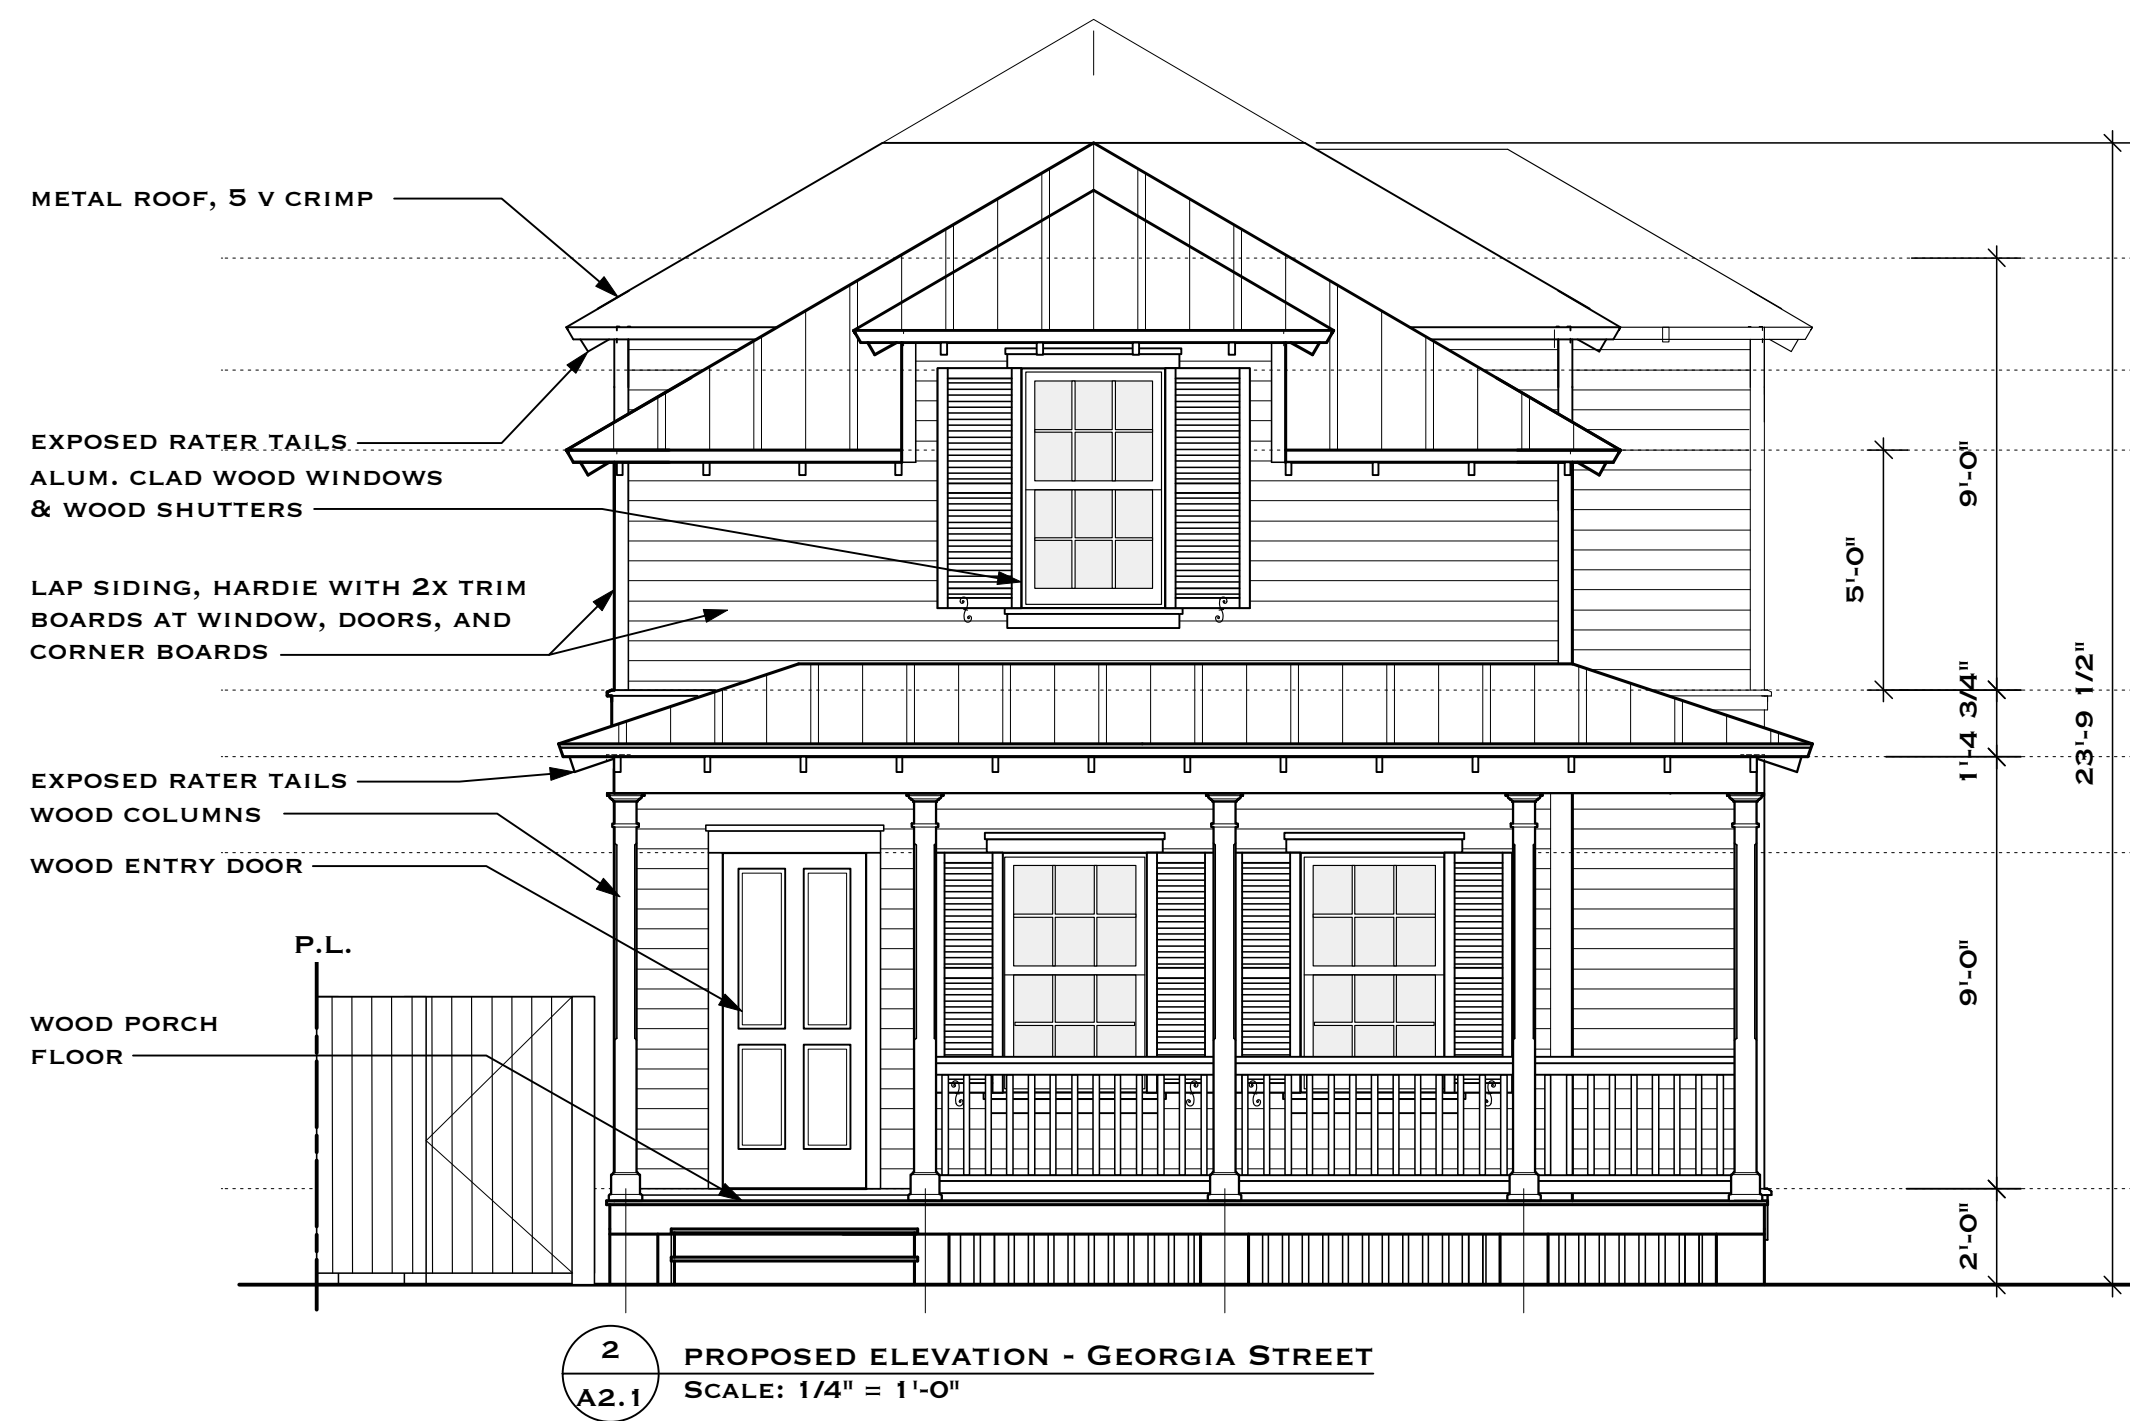 METAL ROOF, 5 V CRIMP
EXPOSED RATER TAILS
ALUM. CLAD WOOD WINDOWS
& WOOD SHUTTERS
LAP SIDING, HARDIE WITH 2X TRIM
BOARDS AT WINDOW, DOORS, AND
CORNER BOARDS
EXPOSED RATER TAILS
WOOD COLUMNS
WOOD ENTRY DOOR
P.L.
WOOD PORCH
FLOOR
9'-0"
5'-0"
1'-4 3/4"
23'-9 1/2"
9'-0"
2'-0"
2
A2.1
PROPOSED ELEVATION - GEORGIA STREET
SCALE: 1/4" = 1'-0"